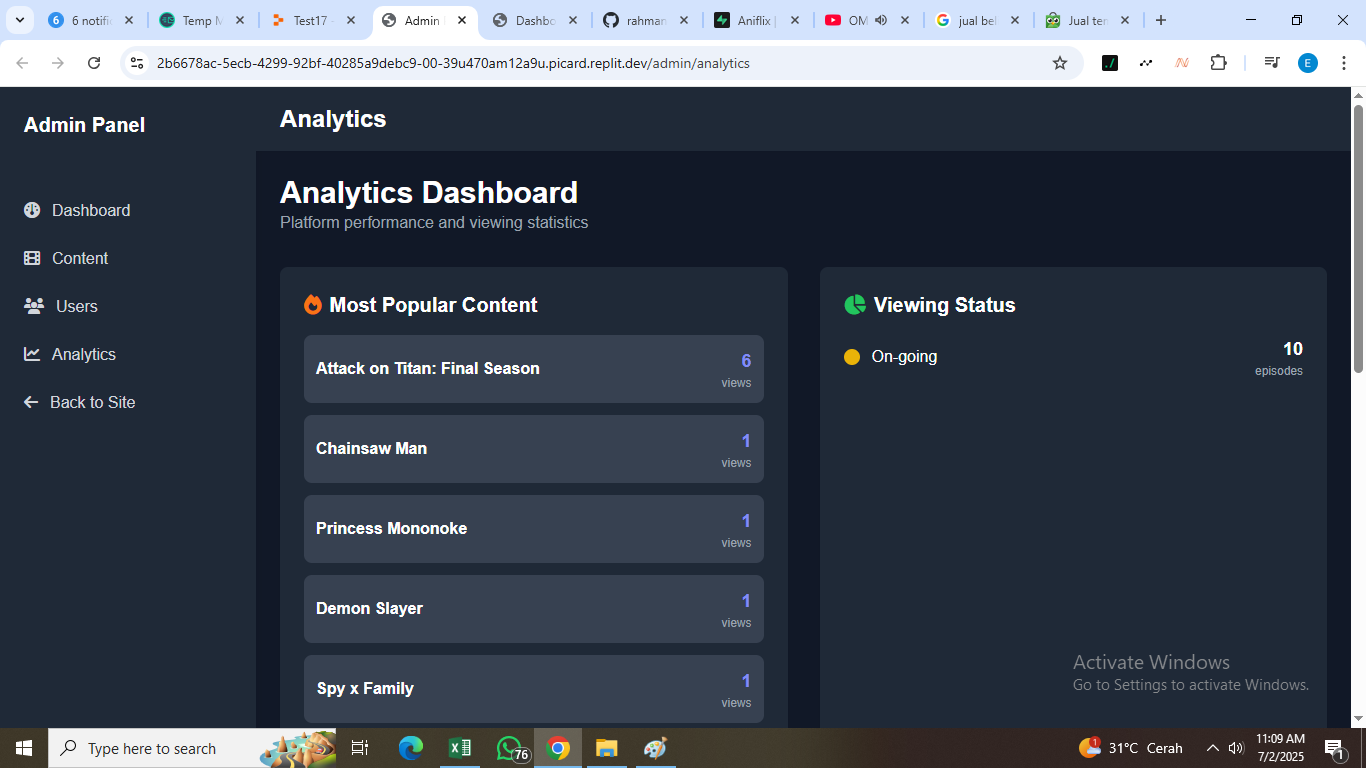 6
6 notifi
Temp M
Test17
Admin
Dashbo
rahman
Aniflix
OM
jual bel
Jual ter
2b6678ac-5ecb-4299-92bf-40285a9debc9-00-39u470am12a9u.picard.replit.dev/admin/analytics
E
Admin Panel
Dashboard
Content
Users
Analytics
Back to Site
Analytics
Analytics Dashboard
Platform performance and viewing statistics
Most Popular Content
Attack on Titan: Final Season
6
views
Chainsaw Man
1
views
Princess Mononoke
1
views
Demon Slayer
1
views
Spy x Family
1
views
Viewing Status
On-going
10
episodes
Activate Windows
Go to Settings to activate Windows.
Type here to search
76
1
31°C Cerah
11:09 AM
7/2/2025
1